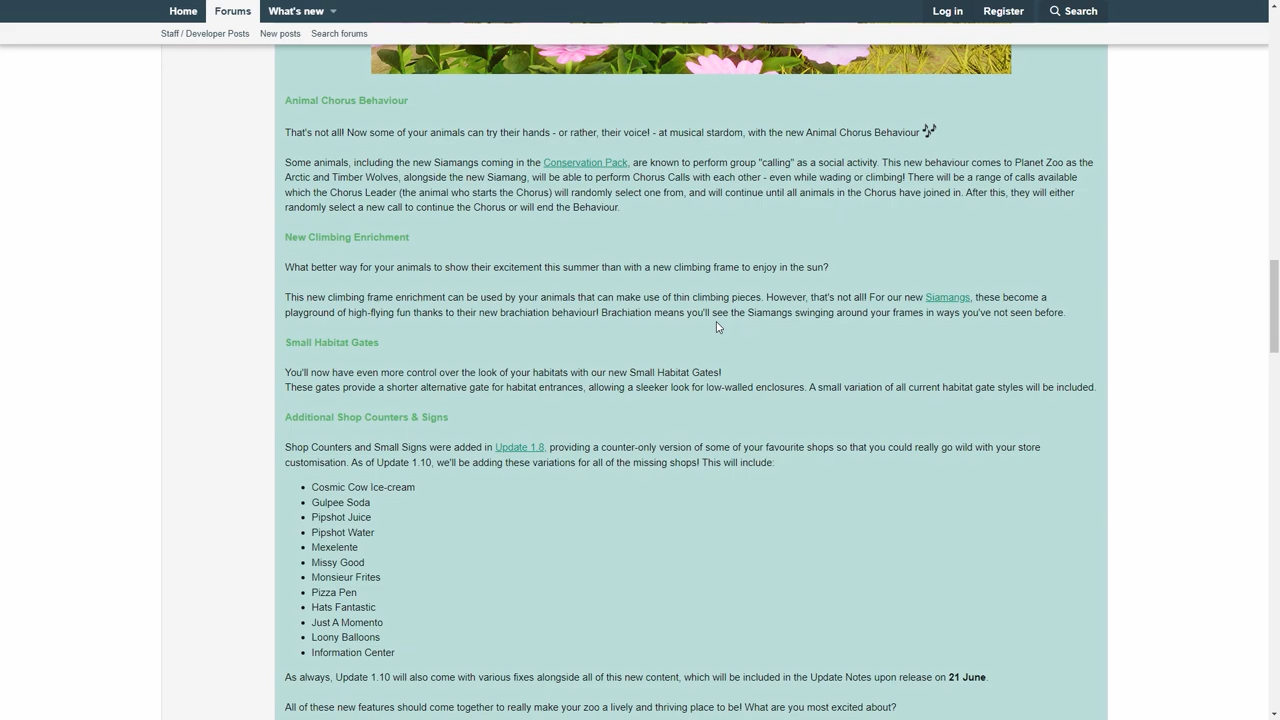 Home Forums What's new Log in Register Search
Staff / Developer Posts New posts Search forums
Animal Chorus Behaviour
That's not all! Now some of your animals can try their hands - or rather, their voice! - at musical stardom, with the new Animal Chorus Behaviour 🎶
Some animals, including the new Siamangs coming in the Conservation Pack, are known to perform group "calling" as a social activity. This new behaviour comes to Planet Zoo as the
Arctic and Timber Wolves, alongside the new Siamang, will be able to perform Chorus Calls with each other - even while wading or climbing! There will be a range of calls available
which the Chorus Leader (the animal who starts the Chorus) will randomly select one from, and will continue until all animals in the Chorus have joined in. After this, they will either
randomly select a new call to continue the Chorus or will end the Behaviour.
New Climbing Enrichment
What better way for your animals to show their excitement this summer than with a new climbing frame to enjoy in the sun?
This new climbing frame enrichment can be used by your animals that can make use of thin climbing pieces. However, that's not all! For our new Siamangs, these become a
playground of high-flying fun thanks to their new brachiation behaviour! Brachiation means you'll see the Siamangs swinging around your frames in ways you've not seen before.
Small Habitat Gates
You'll now have even more control over the look of your habitats with our new Small Habitat Gates!
These gates provide a shorter alternative gate for habitat entrances, allowing a sleeker look for low-walled enclosures. A small variation of all current habitat gate styles will be included.
Additional Shop Counters & Signs
Shop Counters and Small Signs were added in Update 1.8, providing a counter-only version of some of your favourite shops so that you could really go wild with your store
customisation. As of Update 1.10, we'll be adding these variations for all of the missing shops! This will include:
• Cosmic Cow Ice-cream
• Gulpee Soda
• Pipshot Juice
• Pipshot Water
• Mexelente
• Missy Good
• Monsieur Frites
• Pizza Pen
• Hats Fantastic
• Just A Momento
• Loony Balloons
• Information Center
As always, Update 1.10 will also come with various fixes alongside all of this new content, which will be included in the Update Notes upon release on 21 June.
All of these new features should come together to really make your zoo a lively and thriving place to be! What are you most excited about?